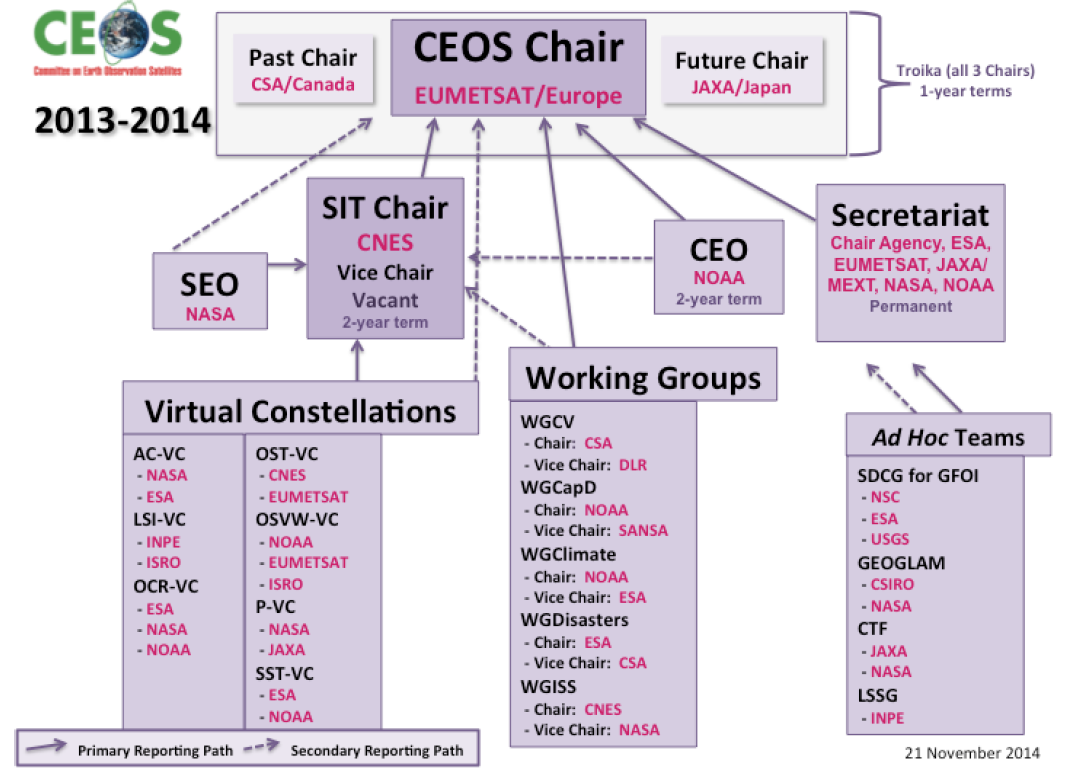 CEOS
Committee on Earth Observation Satellites
2013-2014
Past Chair
CSA/Canada
CEOS Chair
EUMETSAT/Europe
Future Chair
JAXA/Japan
Troika (all 3 Chairs)
1-year terms
SEO
NASA
SIT Chair
CNES
Vice Chair
Vacant
2-year term
CEO
NOAA
2-year term
Secretariat
Chair Agency, ESA,
EUMETSAT, JAXA/
MEXT, NASA, NOAA
Permanent
Virtual Constellations
AC-VC
- NASA
- ESA
LSI-VC
- INPE
- ISRO
OCR-VC
- ESA
- NASA
- NOAA
OST-VC
- CNES
- EUMETSAT
OSVW-VC
- NOAA
- EUMETSAT
- ISRO
P-VC
- NASA
- JAXA
SST-VC
- ESA
- NOAA
Working Groups
WGCV
- Chair: CSA
- Vice Chair: DLR
WGCapD
- Chair: NOAA
- Vice Chair: SANSA
WGClimate
- Chair: NOAA
- Vice Chair: ESA
WGDisasters
- Chair: ESA
- Vice Chair: CSA
WGISS
- Chair: CNES
- Vice Chair: NASA
Ad Hoc Teams
SDCG for GFOI
- NSC
- ESA
- USGS
GEOGLAM
- CSIRO
- NASA
CTF
- JAXA
- NASA
LSSG
- INPE
Primary Reporting Path
Secondary Reporting Path
21 November 2014